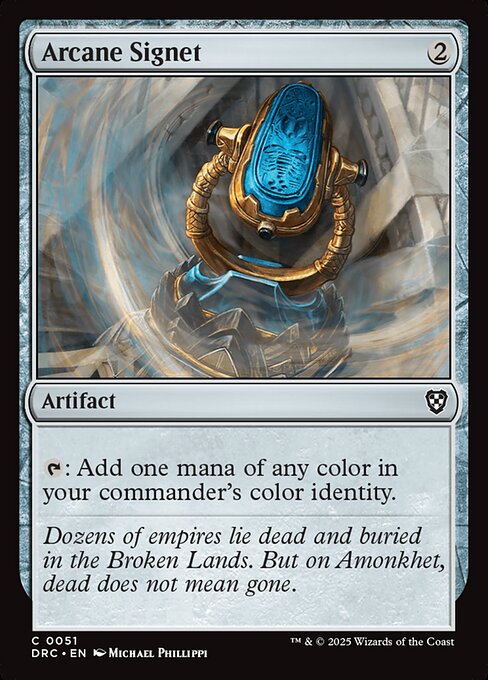 Arcane Signet 2
Artifact
: Add one mana of any color in
your commander's color identity.
Dozens of empires lie dead and buried
in the Broken Lands. But on Amonkhet,
dead does not mean gone.
C 0051
DRC • EN Michael Phillippi
™ & © 2025 Wizards of the Coast